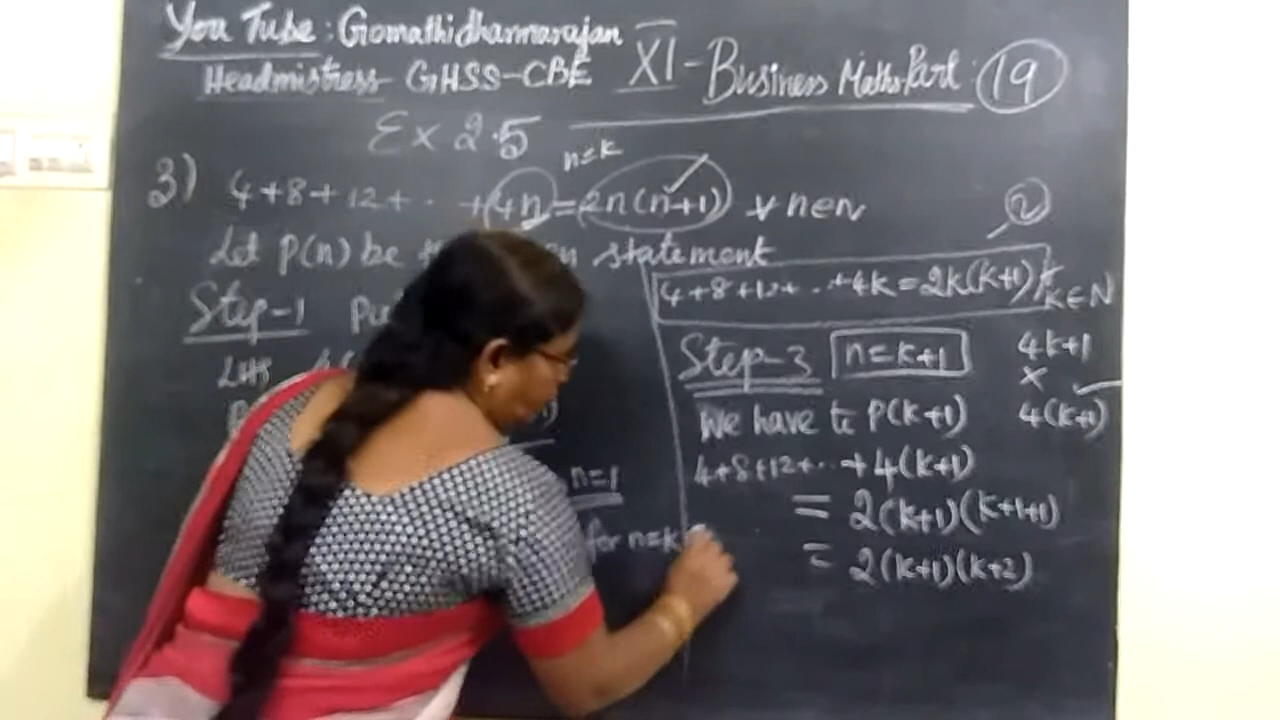 You Tube : Gomathidharmarajan
Headmistress GHSS-CBE
XI - Business Maths Part 19
Ex 2.5
n=k
3) 4+8+12+ . . +4n = 2n(n+1) ∀ n∈N
Let P(n) be statement
Step-1
LHS
n=1
for n=k
2
4+8+12+ . . +4k = 2k(k+1)
k∈N
Step-3 n=k+1
4k+1
×
4(k+1)
We have to P(k+1)
4+8+12+ . . +4(k+1)
= 2(k+1)(k+1+1)
= 2(k+1)(k+2)